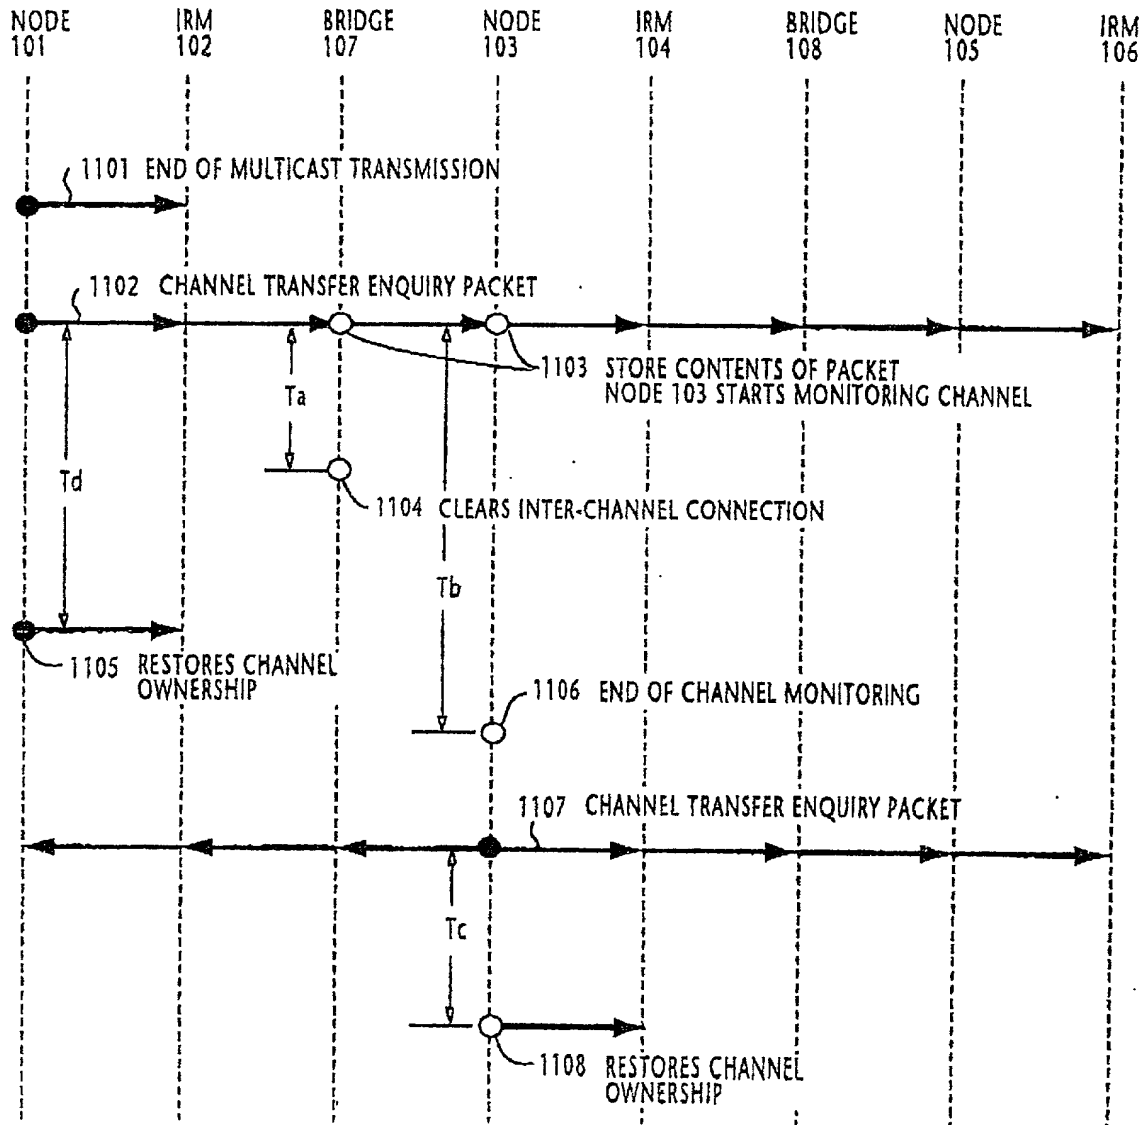 NODE 101
IRM 102
BRIDGE 107
NODE 103
IRM 104
BRIDGE 108
NODE 105
IRM 106
1101 END OF MULTICAST TRANSMISSION
1102 CHANNEL TRANSFER ENQUIRY PACKET
1103 STORE CONTENTS OF PACKET
NODE 103 STARTS MONITORING CHANNEL
Ta
Td
1104 CLEARS INTER-CHANNEL CONNECTION
Tb
1105 RESTORES CHANNEL
OWNERSHIP
1106 END OF CHANNEL MONITORING
1107 CHANNEL TRANSFER ENQUIRY PACKET
Tc
1108 RESTORES CHANNEL
OWNERSHIP